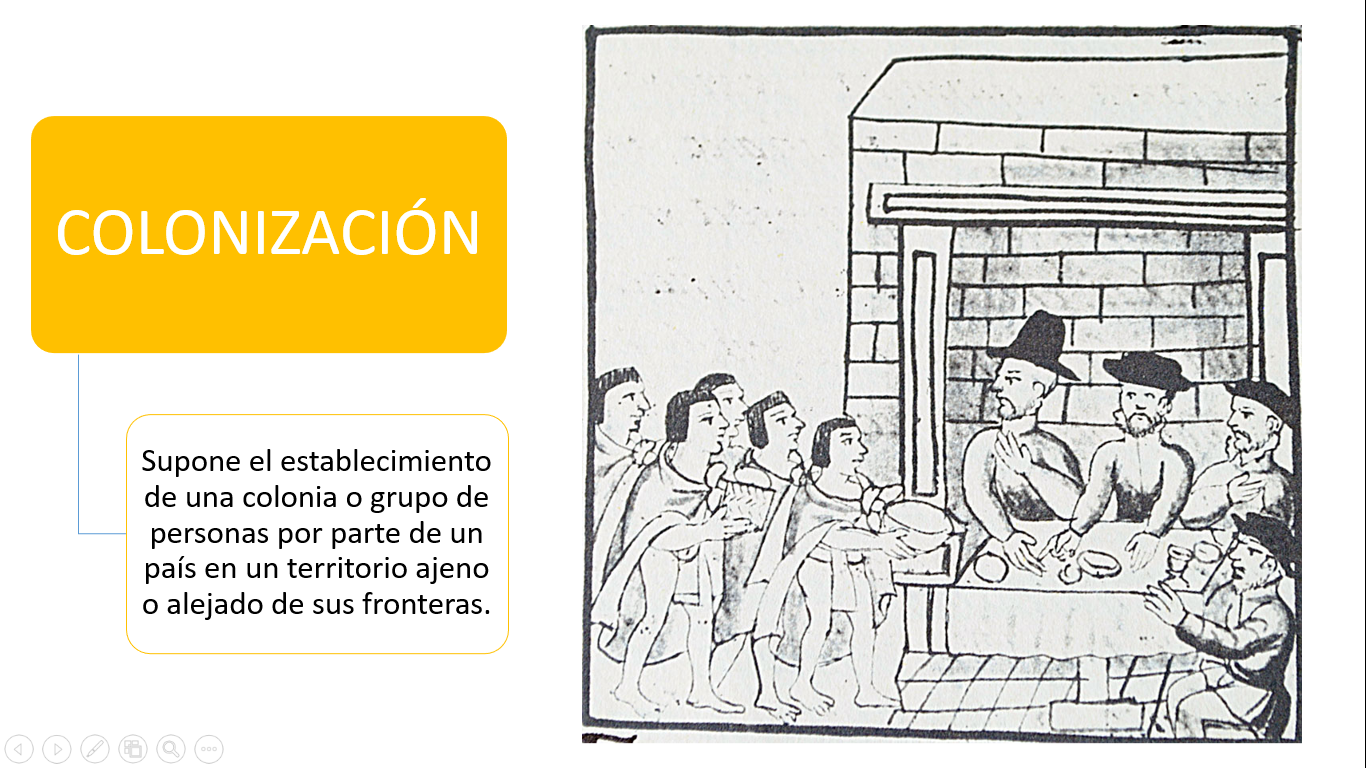 COLONIZACIÓN
Supone el establecimiento
de una colonia o grupo de
personas por parte de un
país en un territorio ajeno
o alejado de sus fronteras.